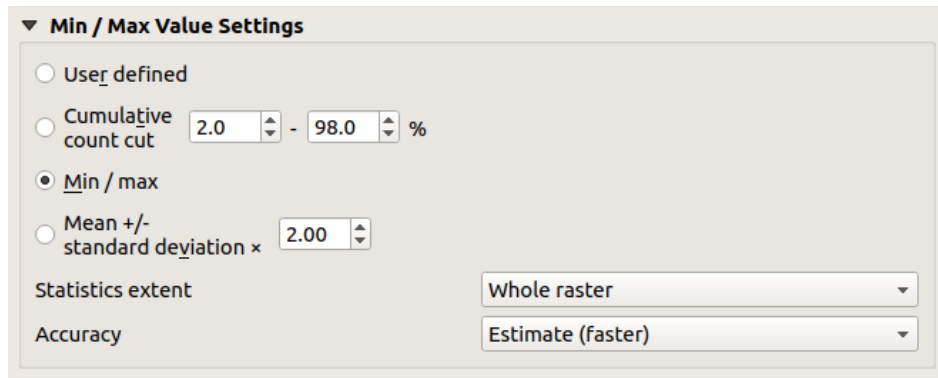 Min / Max Value Settings
User defined
Cumulative
count cut 2.0 - 98.0 %
Min / max
Mean +/-
standard deviation × 2.00
Statistics extent Whole raster
Accuracy Estimate (faster)